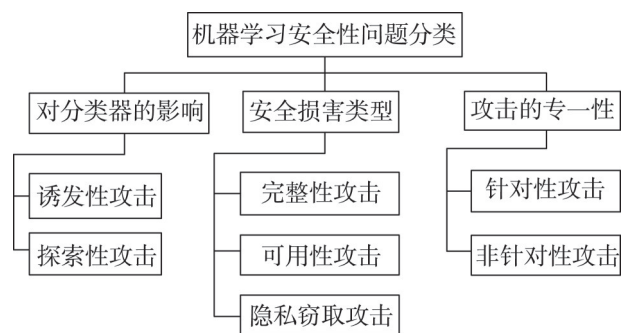 机器学习安全性问题分类
对分类器的影响
安全损害类型
攻击的专一性
诱发性攻击
探索性攻击
完整性攻击
可用性攻击
隐私窃取攻击
针对性攻击
非针对性攻击